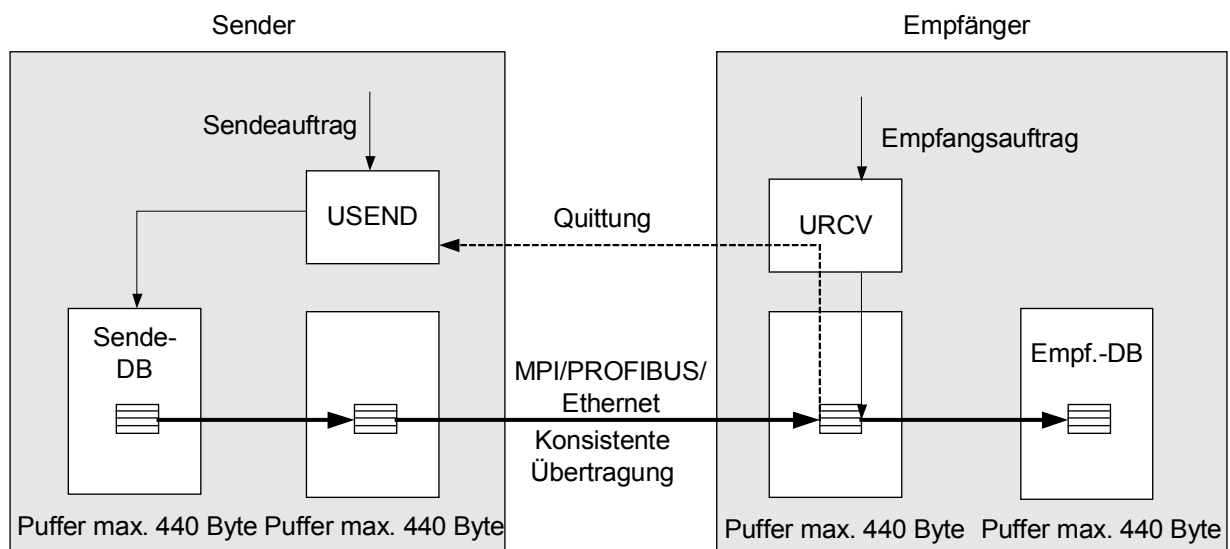 Sender
Empfänger
Sendeauftrag
Empfangsauftrag
USEND
Quittung
URCV
Sende-
DB
MPI/PROFIBUS/
Ethernet
Konsistente
Übertragung
Empf.-DB
Puffer max. 440 Byte
Puffer max. 440 Byte
Puffer max. 440 Byte
Puffer max. 440 Byte